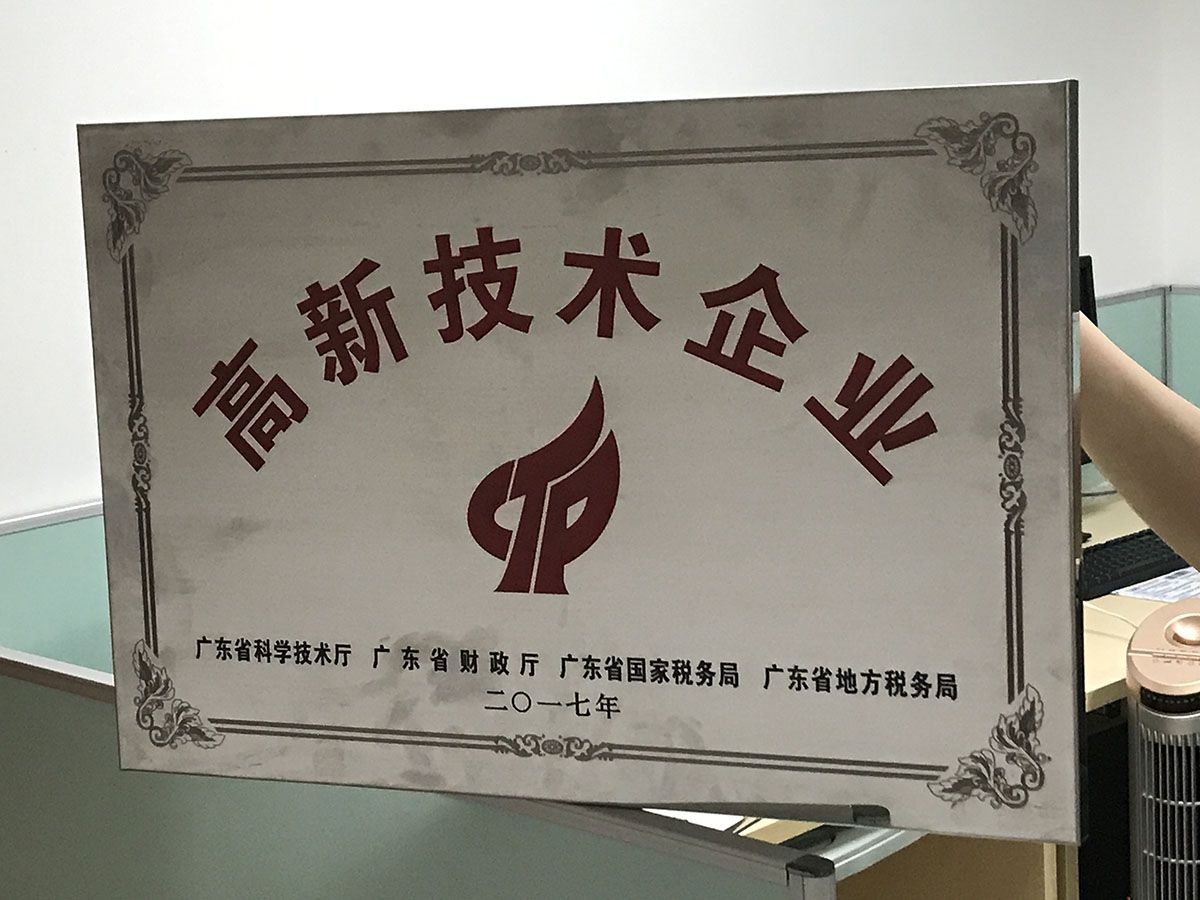 高新技术企业
广东省科学技术厅 广东省财政厅 广东省国家税务局 广东省地方税务局
二〇一七年